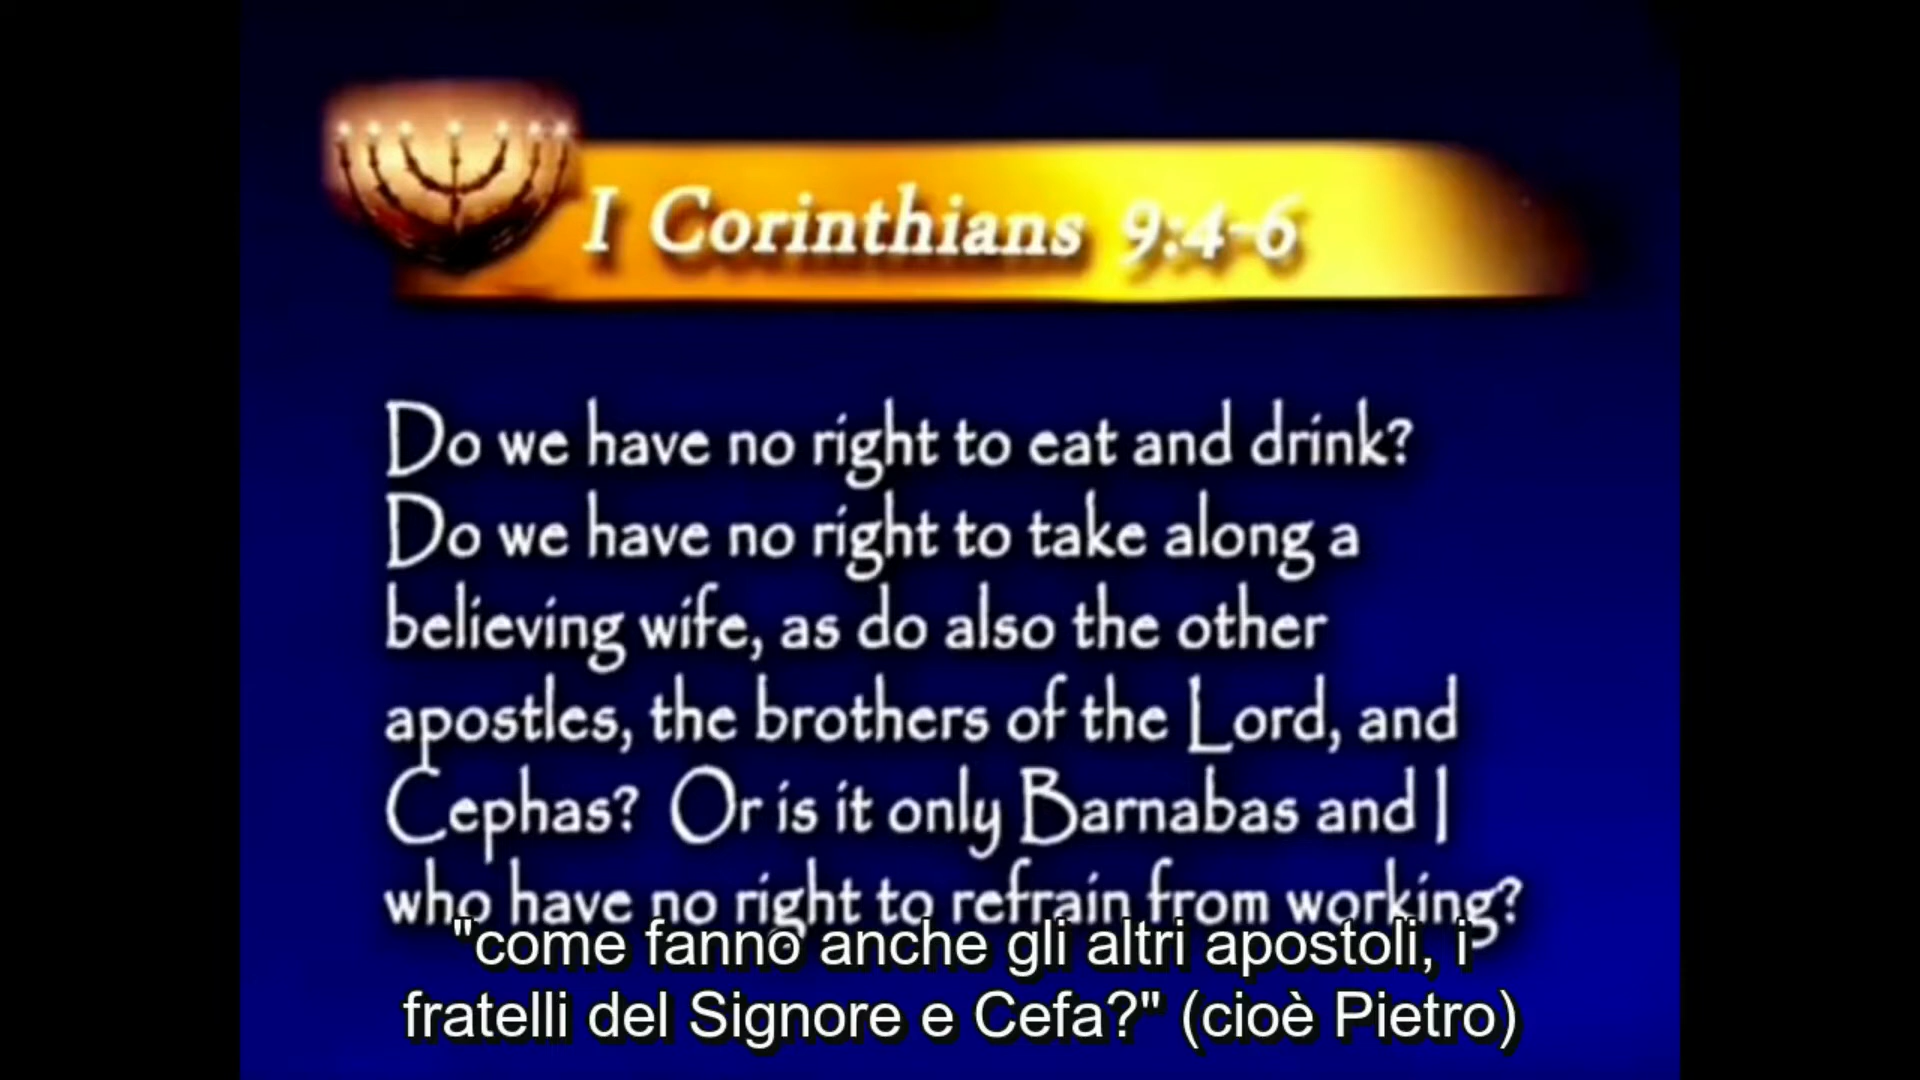 I Corinthians 9:4-6
Do we have no right to eat and drink?
Do we have no right to take along a
believing wife, as do also the other
apostles, the brothers of the Lord, and
Cephas? Or is it only Barnabas and I
who have no right to refrain from working?
"come fanno anche gli altri apostoli, i
fratelli del Signore e Cefa?" (cioè Pietro)